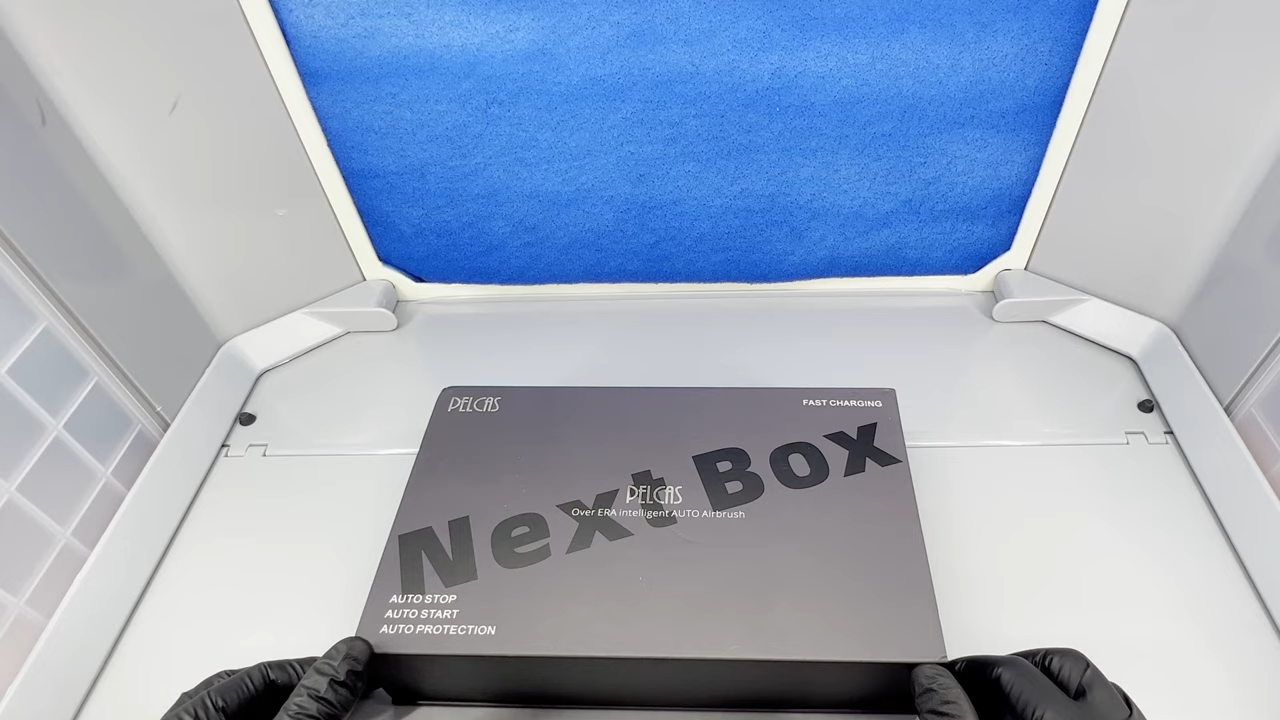 PELCAS
FAST CHARGING
Next Box
PELCAS
Over ERA intelligent AUTO Airbrush
AUTO STOP
AUTO START
AUTO PROTECTION